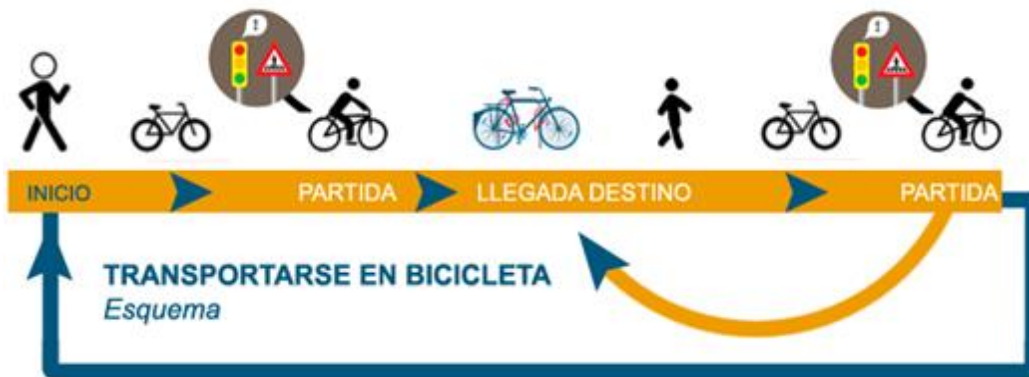 !
!
INICIO PARTIDA LLEGADA DESTINO PARTIDA
TRANSPORTARSE EN BICICLETA
Esquema